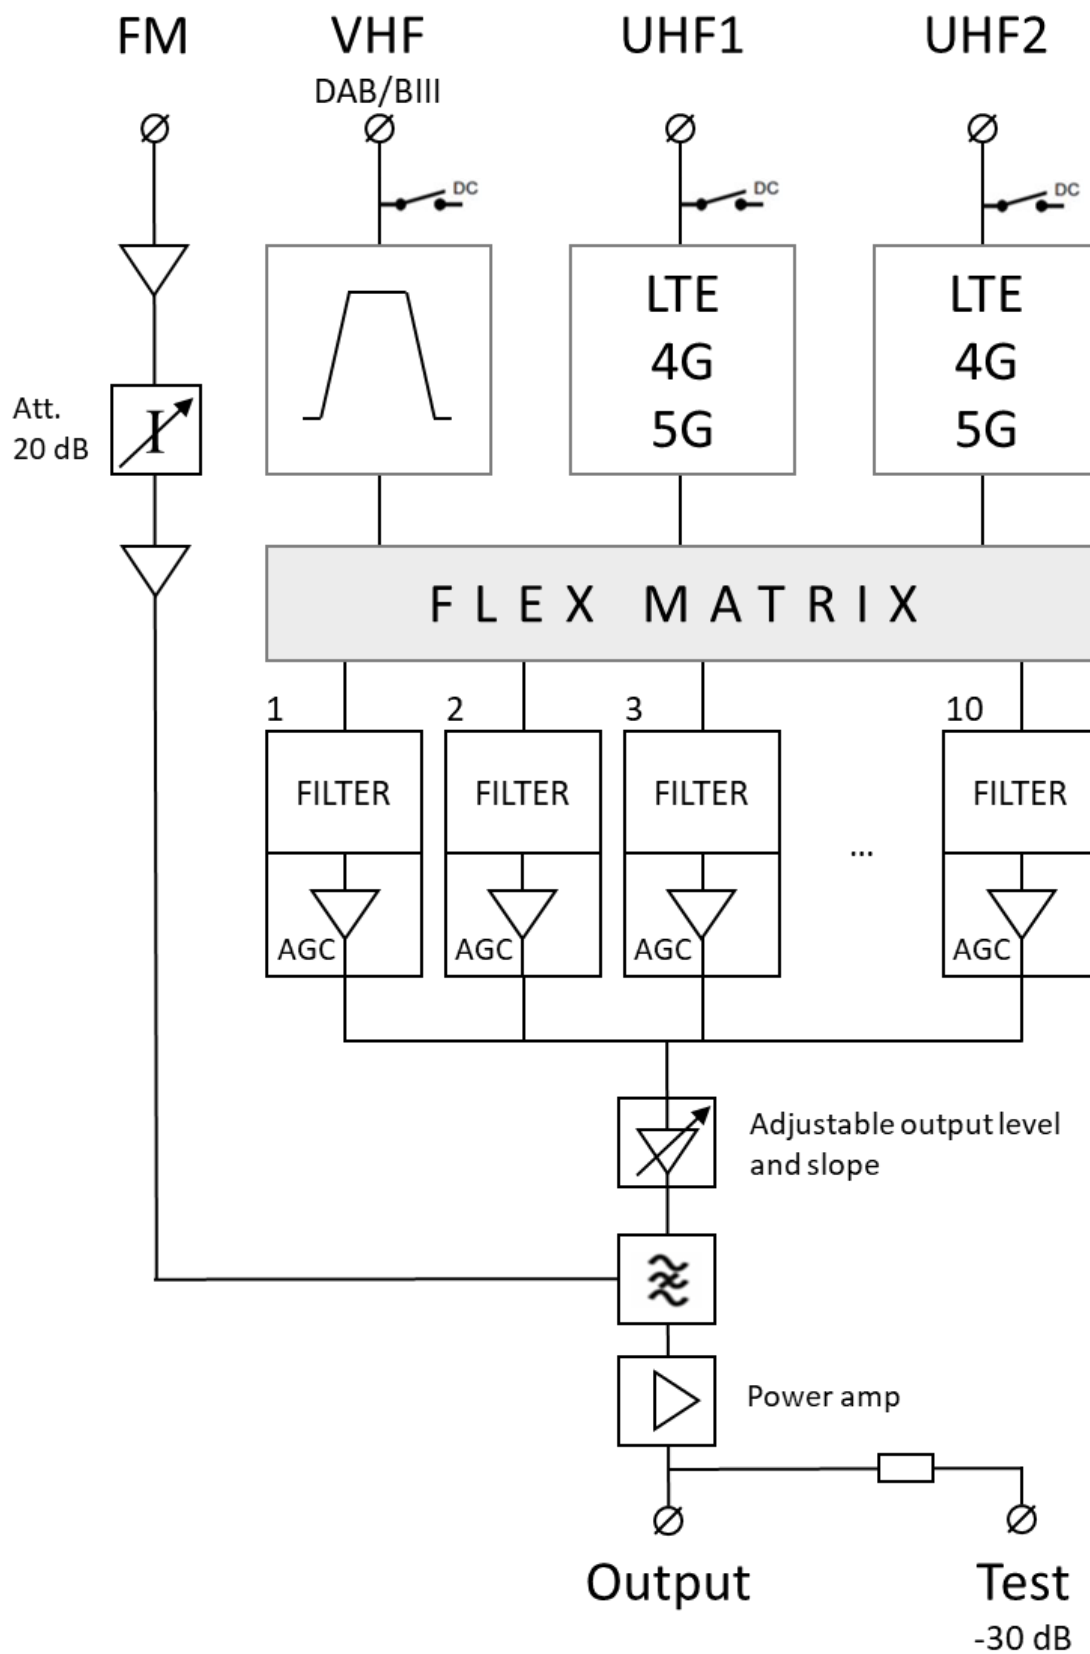 FM
VHF
UHF1
UHF2
DAB/BIII
DC
DC
DC
LTE
4G
5G
LTE
4G
5G
Att.
20 dB
I
FLEX MATRIX
1
2
3
10
FILTER
FILTER
FILTER
FILTER
...
AGC
AGC
AGC
AGC
Adjustable output level
and slope
Power amp
Output
Test
-30 dB